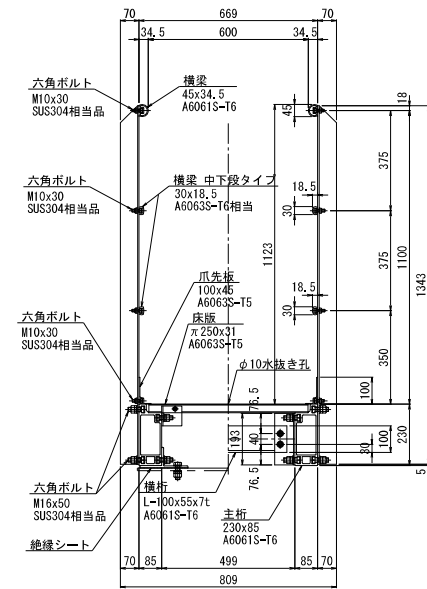 70
669
70
34.5
600
34.5
六角ボルト
M10x30
SUS304相当品
横梁
45x34.5
A6061S-T6
45
18
375
六角ボルト
M10x30
SUS304相当品
横梁 中下段タイプ
30x18.5
A6063S-T6相当
18.5
30
1123
375
1100
1343
爪先板
100x45
A6063S-T5
18.5
30
六角ボルト
M10x30
SUS304相当品
床版
π250x31
A6063S-T5
350
φ10水抜き孔
100
76.5
193
40
76.5
30
100
230
5
六角ボルト
M16x50
SUS304相当品
横桁
L-100x55x7t
A6061S-T6
主桁
230x85
A6061S-T6
絶縁シート
70
85
499
85
70
809